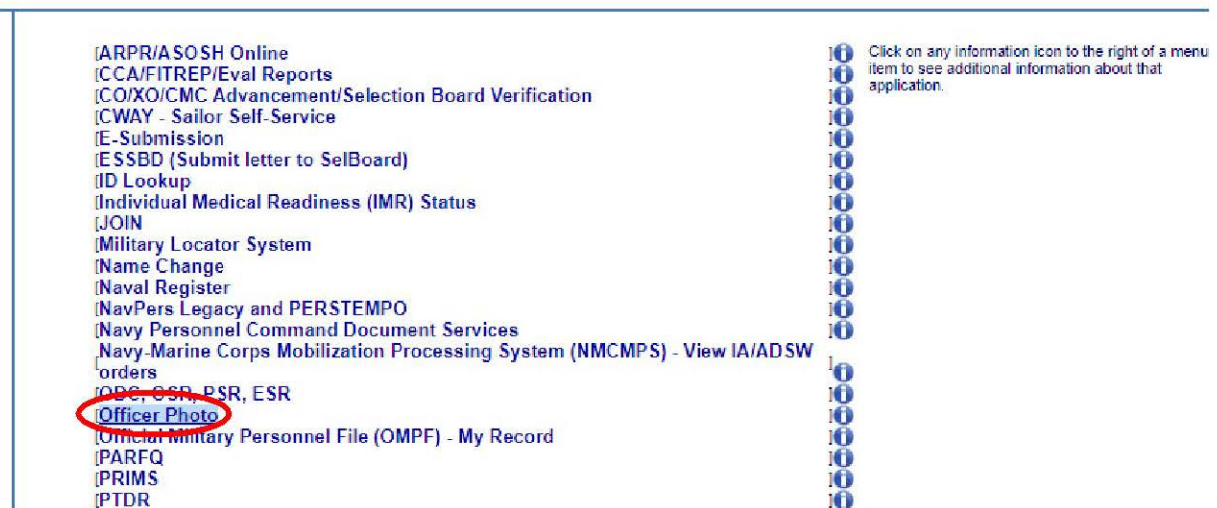 [ARPR/ASOSH Online ]
[CCA/FITREP/Eval Reports ]
[CO/XO/CMC Advancement/Selection Board Verification ]
[CWAY - Sailor Self-Service ]
[E-Submission ]
[ESSBD (Submit letter to SelBoard) ]
[ID Lookup ]
[Individual Medical Readiness (IMR) Status ]
[JOIN ]
[Military Locator System ]
[Name Change ]
[Naval Register ]
[NavPers Legacy and PERSTEMPO ]
[Navy Personnel Command Document Services ]
[Navy-Marine Corps Mobilization Processing System (NMCMPS) - View IA/ADSW
orders ]
[ODC, OSR, PSR, ESR ]
[Officer Photo ]
[Official Military Personnel File (OMPF) - My Record ]
[PARFQ ]
[PRIMS ]
[PTDR ]
Click on any information icon to the right of a menu
item to see additional information about that
application.